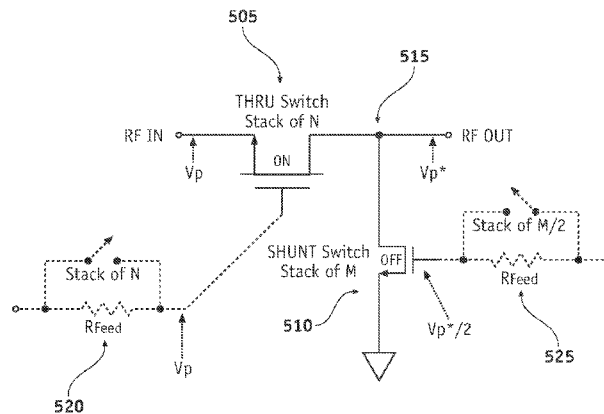 505
515
THRU Switch
Stack of N
RF IN
RF OUT
ON
Vp
Vp*
Stack of M/2
SHUNT Switch
Stack of M
OFF
Stack of N
RFeed
RFeed
Vp*/2
510
525
Vp
520